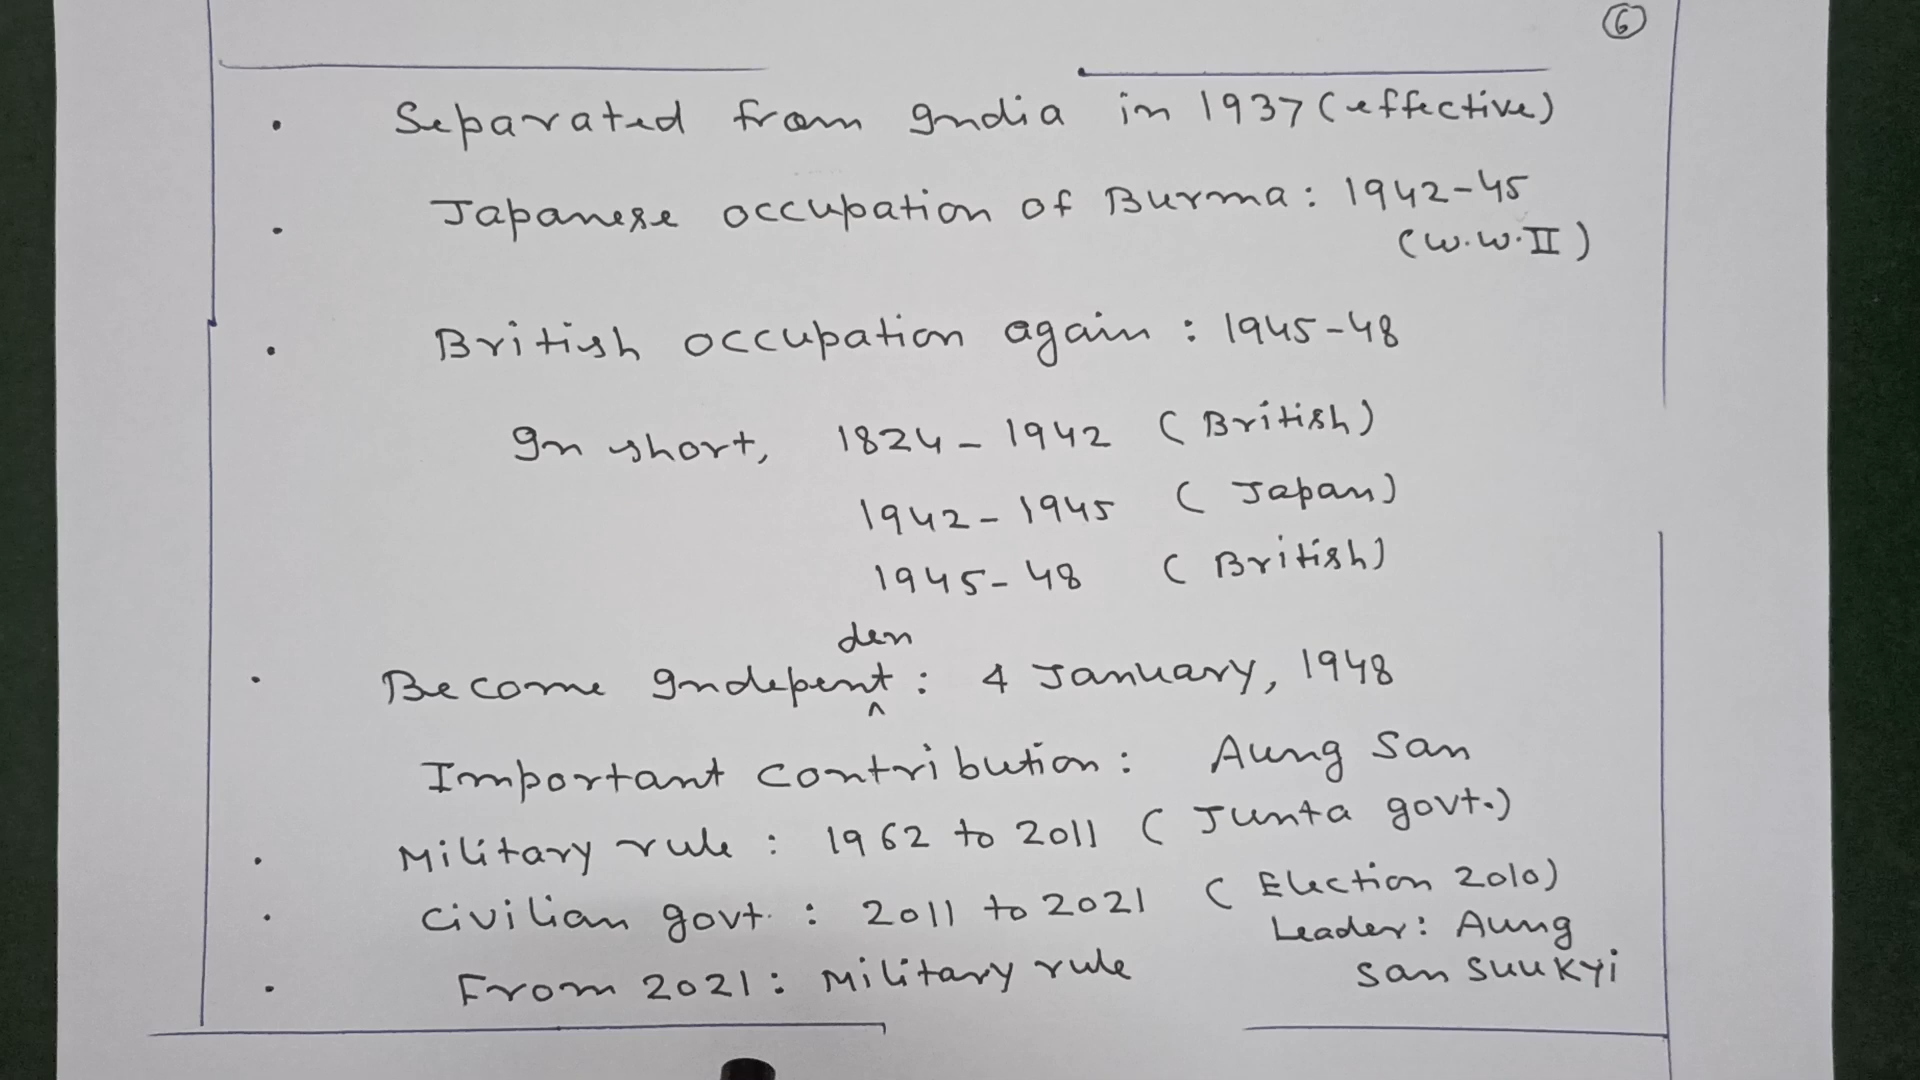 6
Separated from India in 1937 (effective)
Japanese occupation of Burma : 1942-45
(W.W.II)
British occupation again : 1945-48
In short, 1824 - 1942 (British)
1942 - 1945 (Japan)
1945-48 (British)
den
Become Indepent : 4 January, 1948
^
Important contribution : Aung San
Military rule : 1962 to 2011 (Junta govt.)
Civilian govt. : 2011 to 2021 (Election 2010)
Leader : Aung
San Suu Kyi
From 2021 : Military rule